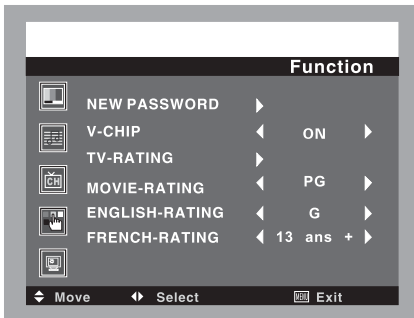 Function
NEW PASSWORD
V-CHIP ON
TV-RATING
MOVIE-RATING PG
ENGLISH-RATING G
FRENCH-RATING 13 ans +
CH
Move Select MENU Exit